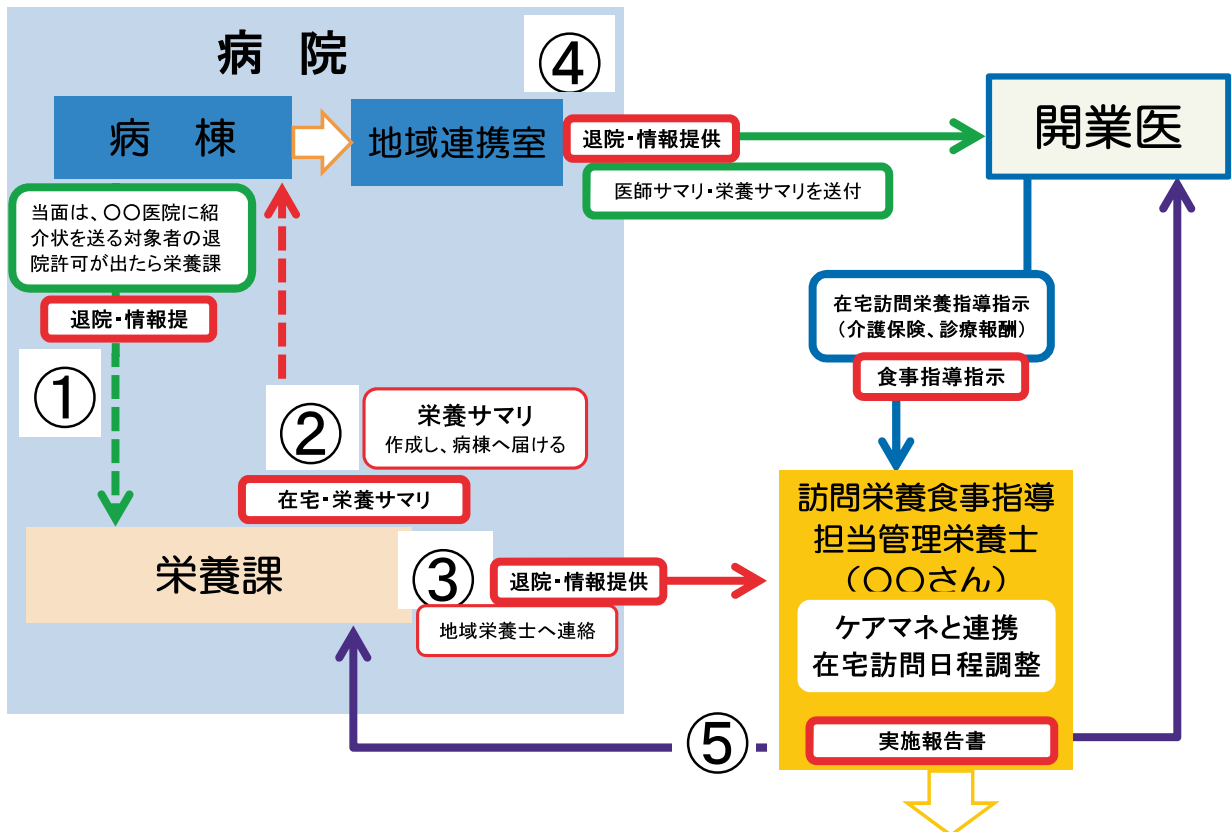 病 院
④
病 棟
地域連携室
退院・情報提供
医師サマリ・栄養サマリを送付
開業医
当面は、〇〇医院に紹
介状を送る対象者の退
院許可が出たら栄養課
退院・情報提
①
②
栄養サマリ
作成し、病棟へ届ける
在宅・栄養サマリ
在宅訪問栄養指導指示
（介護保険、診療報酬）
食事指導指示
栄養課
③
退院・情報提供
地域栄養士へ連絡
訪問栄養食事指導
担当管理栄養士
（〇〇さん）
ケアマネと連携
在宅訪問日程調整
実施報告書
⑤